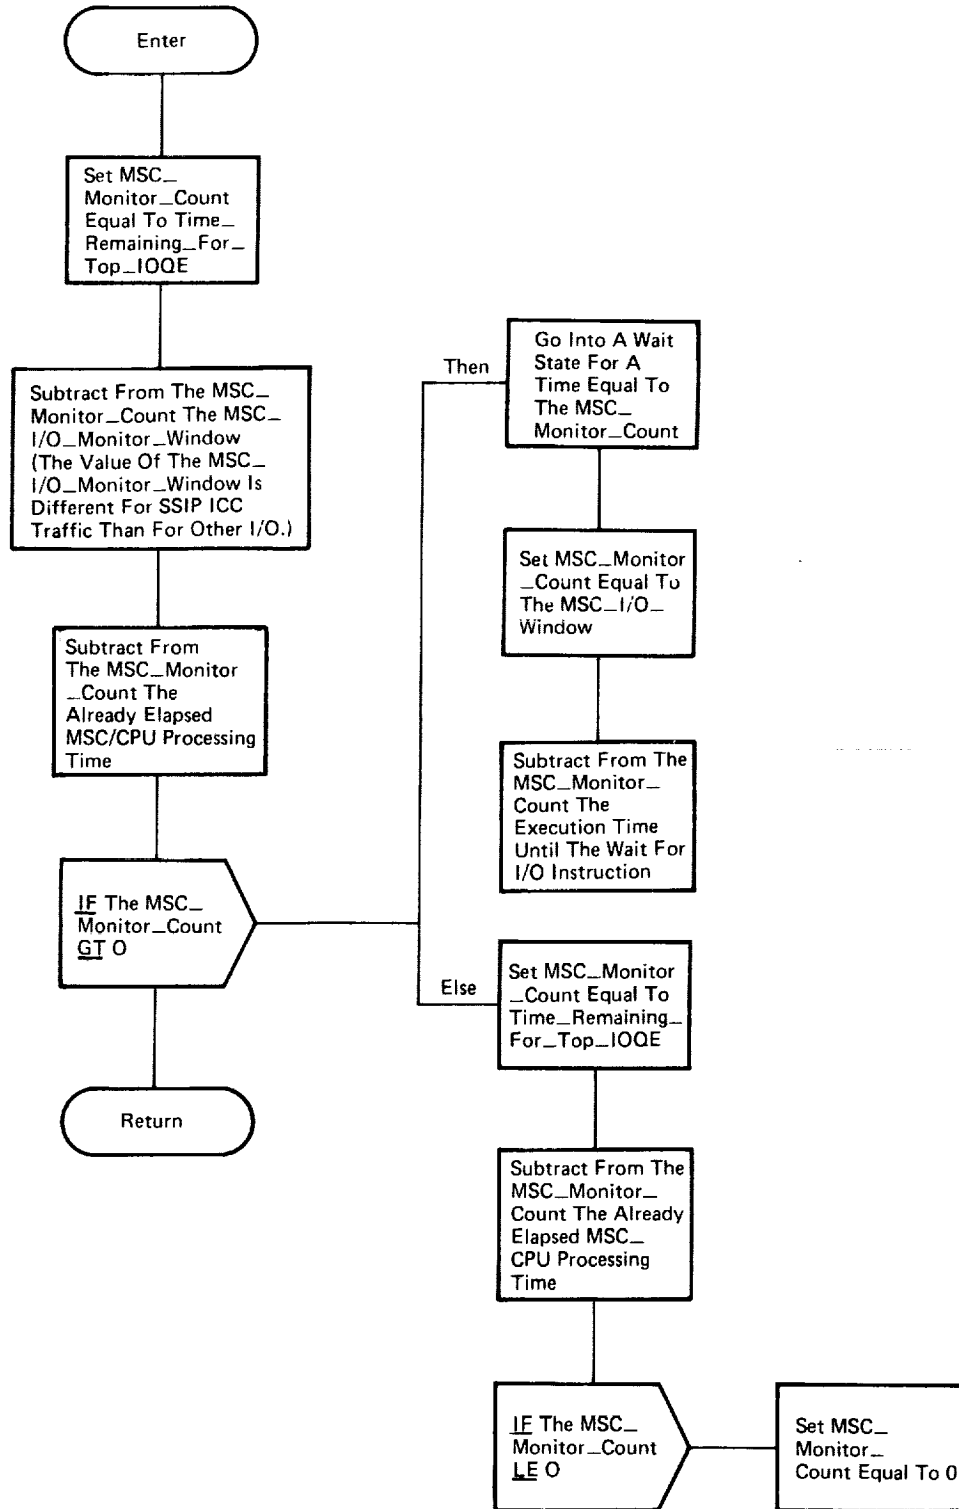 Enter
Set MSC_
Monitor_Count
Equal To Time_
Remaining_For_
Top_IOQE
Subtract From The MSC_
Monitor_Count The MSC_
I/O_Monitor_Window
(The Value Of The MSC_
I/O_Monitor_Window Is
Different For SSIP ICC
Traffic Than For Other I/O.)
Subtract From
The MSC_Monitor
_Count The
Already Elapsed
MSC/CPU Processing
Time
IF The MSC_
Monitor_Count
GT O
Return
Then
Go Into A Wait
State For A
Time Equal To
The MSC_
Monitor_Count
Set MSC_Monitor
_Count Equal To
The MSC_I/O_
Window
Subtract From The
MSC_Monitor_
Count The
Execution Time
Until The Wait For
I/O Instruction
Else
Set MSC_Monitor
_Count Equal To
Time_Remaining_
For_Top_IOQE
Subtract From The
MSC_Monitor_
Count The Already
Elapsed MSC_
CPU Processing
Time
IF The MSC_
Monitor_Count
LE O
Set MSC_
Monitor_
Count Equal To 0